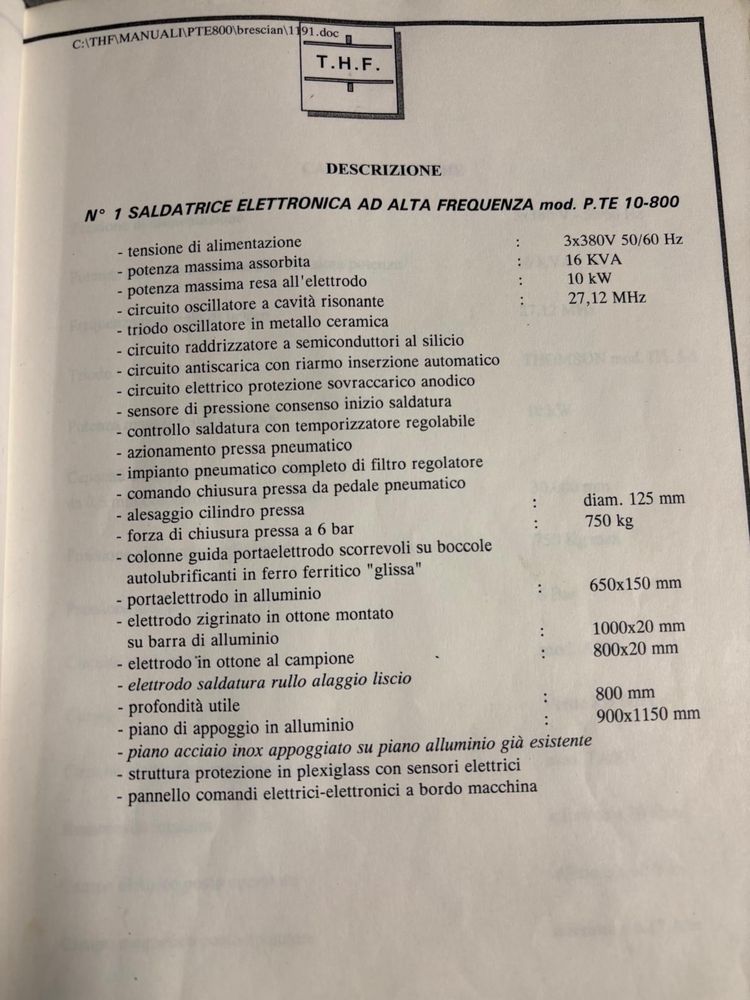 C:\THF\MANUALI\PTE800\brescian\1191.doc
T.H.F.
DESCRIZIONE
N° 1 SALDATRICE ELETTRONICA AD ALTA FREQUENZA mod. P.TE 10-800
- tensione di alimentazione : 3x380V 50/60 Hz
- potenza massima assorbita : 16 KVA
- potenza massima resa all'elettrodo : 10 kW
- circuito oscillatore a cavità risonante : 27,12 MHz
- triodo oscillatore in metallo ceramica
- circuito raddrizzatore a semiconduttori al silicio
- circuito antiscarica con riarmo inserzione automatico
- circuito elettrico protezione sovraccarico anodico
- sensore di pressione consenso inizio saldatura
- controllo saldatura con temporizzatore regolabile
- azionamento pressa pneumatico
- impianto pneumatico completo di filtro regolatore
- comando chiusura pressa da pedale pneumatico
- alesaggio cilindro pressa : diam. 125 mm
- forza di chiusura pressa a 6 bar : 750 kg
- colonne guida portaelettrodo scorrevoli su boccole
autolubrificanti in ferro ferritico "glissa"
- portaelettrodo in alluminio : 650x150 mm
- elettrodo zigrinato in ottone montato
su barra di alluminio : 1000x20 mm
- elettrodo in ottone al campione : 800x20 mm
- elettrodo saldatura rullo alaggio liscio
- profondità utile : 800 mm
- piano di appoggio in alluminio : 900x1150 mm
- piano acciaio inox appoggiato su piano alluminio già esistente
- struttura protezione in plexiglass con sensori elettrici
- pannello comandi elettrici-elettronici a bordo macchina